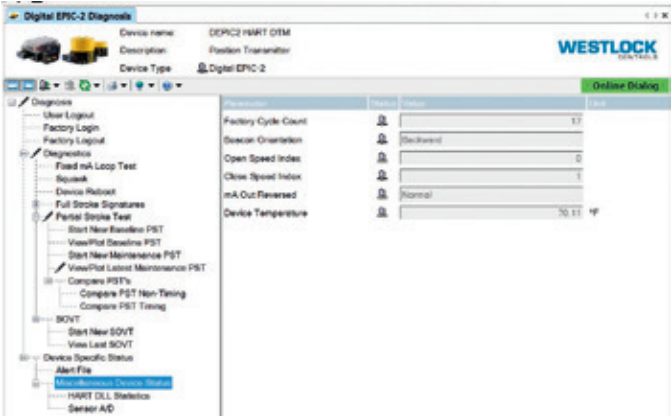 Digital EPIC-2 Diagnosis
Device name DEPIC2 HART DTM
Description Position Transmitter
Device Type Digital EPIC-2
WESTLOCK
CONTROLS
Online Dialog
Diagnosis
User Logout
Factory Login
Factory Logout
Diagnostics
Fixed mA Loop Test
Squawk
Device Reboot
Full Stroke Signatures
Partial Stroke Test
Start New Baseline PST
View/Plot Baseline PST
Start New Maintenance PST
View/Plot Latest Maintenance PST
Compare PST's
Compare PST Non-Timing
Compare PST Timing
SOVT
Start New SOVT
View Last SOVT
Device Specific Status
Alert File
Miscellaneous Device Status
HART DLL Statistics
Sensor A/D
Parameter Status Value Unit
Factory Cycle Count 17
Beacon Orientation Backward
Open Speed Index 0
Close Speed Index 1
mA Out Reversed Normal
Device Temperature 70.11 °F